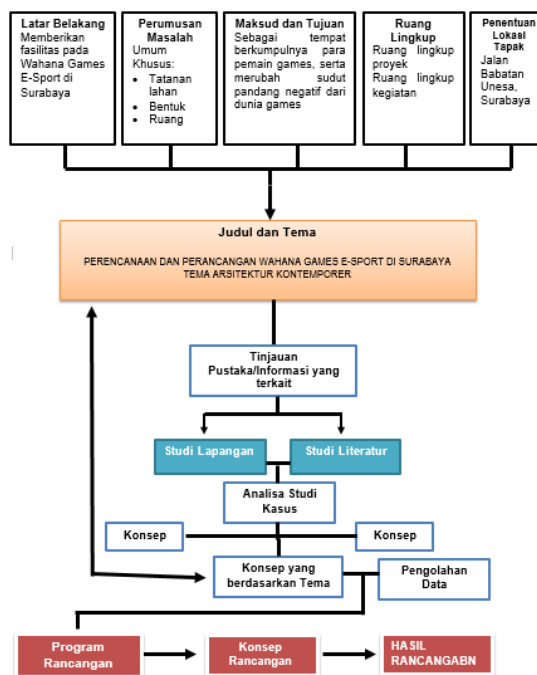 Latar Belakang
Memberikan
fasilitas pada
Wahana Games
E-Sport di
Surabaya
Perumusan
Masalah
Umum
Khusus:
• Tatanan
lahan
• Bentuk
• Ruang
Maksud dan Tujuan
Sebagai tempat
berkumpulnya para
pemain games, serta
merubah sudut
pandang negatif dari
dunia games
Ruang
Lingkup
Ruang lingkup
proyek
Ruang lingkup
kegiatan
Penentuan
Lokasi
Tapak
Jalan
Babatan
Unesa,
Surabaya
Judul dan Tema
PERENCANAAN DAN PERANCANGAN WAHANA GAMES E-SPORT DI SURABAYA
TEMA ARSITEKTUR KONTEMPORER
Tinjauan
Pustaka/Informasi yang
terkait
Studi Lapangan
Studi Literatur
Analisa Studi
Kasus
Konsep
Konsep
Konsep yang
berdasarkan Tema
Pengolahan
Data
Program
Rancangan
Konsep
Rancangan
HASIL
RANCANGABN